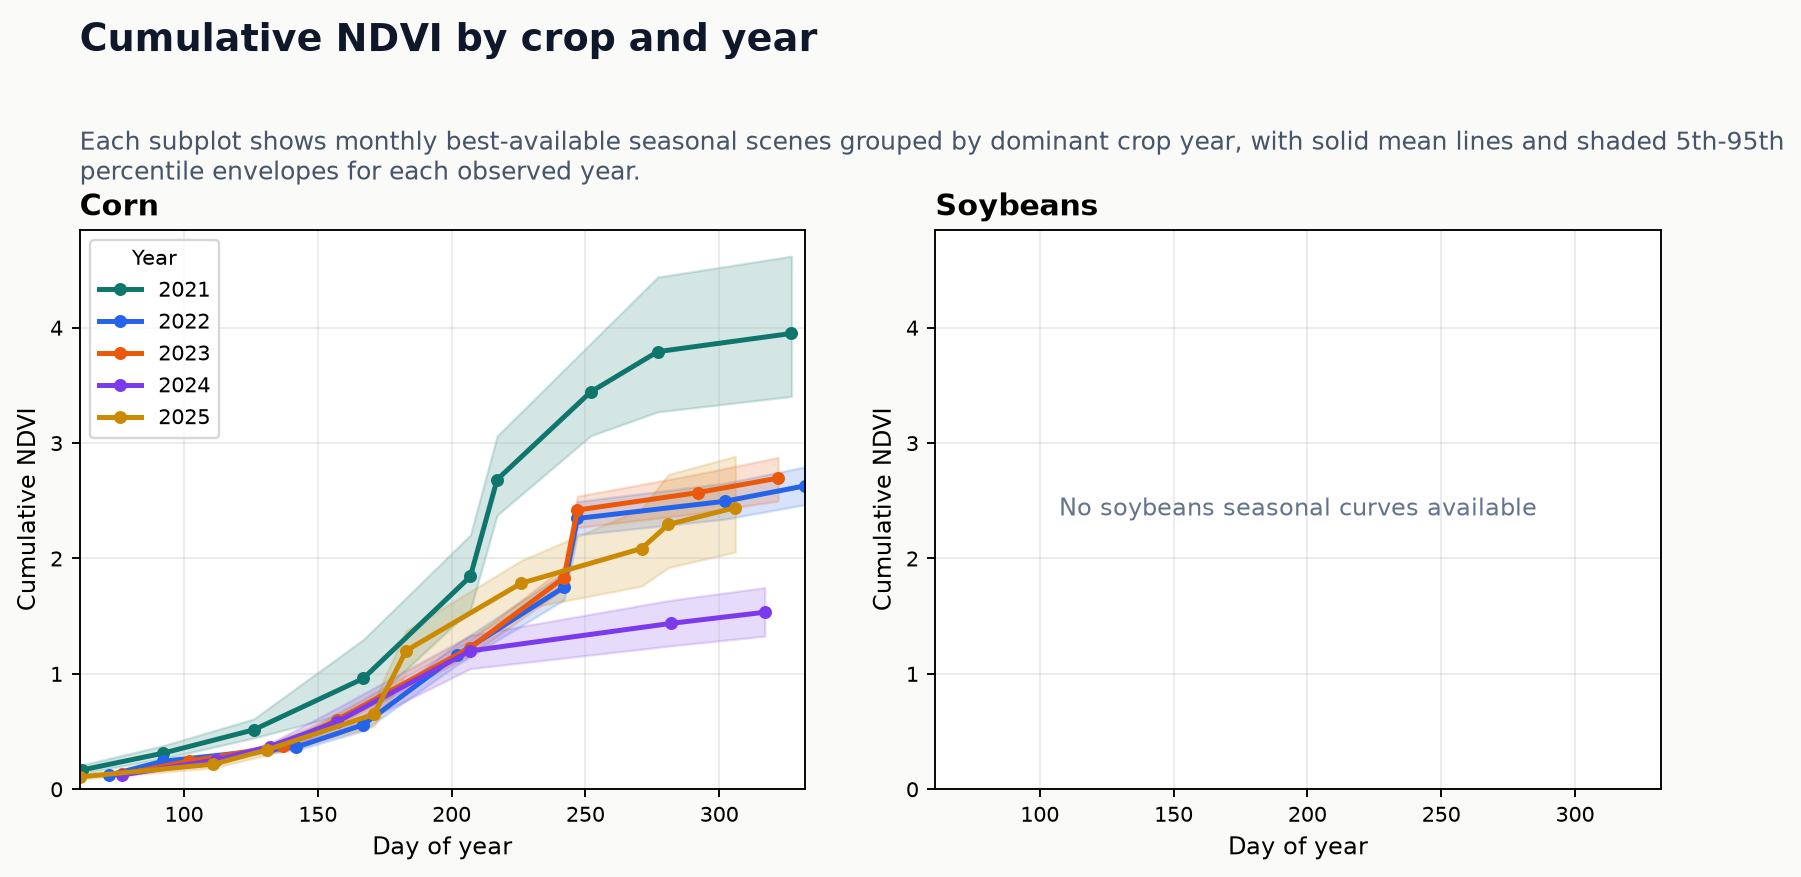 Cumulative NDVI by crop and year
Each subplot shows monthly best-available seasonal scenes grouped by dominant crop year, with solid mean lines and shaded 5th-95th
percentile envelopes for each observed year.
Corn
Year
2021
2022
2023
2024
2025
Cumulative NDVI
4
3
2
1
0
100
150
200
250
300
Day of year
Soybeans
No soybeans seasonal curves available
Cumulative NDVI
4
3
2
1
0
100
150
200
250
300
Day of year